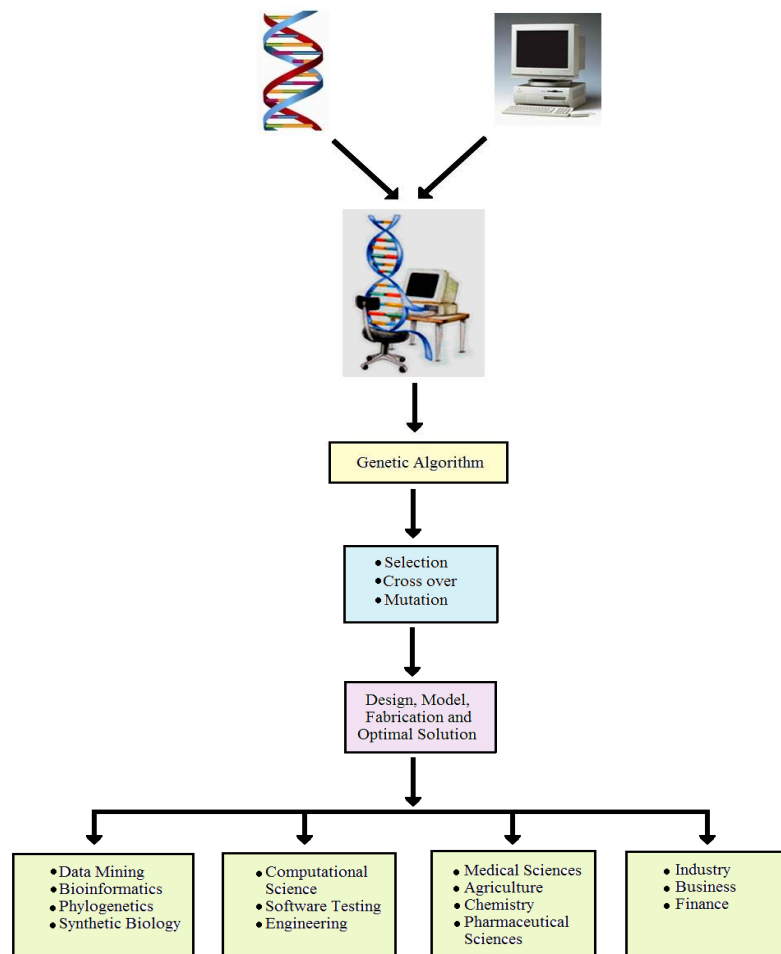 Genetic Algorithm
• Selection
• Cross over
• Mutation
Design, Model,
Fabrication and
Optimal Solution
• Data Mining
• Bioinformatics
• Phylogenetics
• Synthetic Biology
• Computational
Science
• Software Testing
• Engineering
• Medical Sciences
• Agriculture
• Chemistry
• Pharmaceutical
Sciences
• Industry
• Business
• Finance